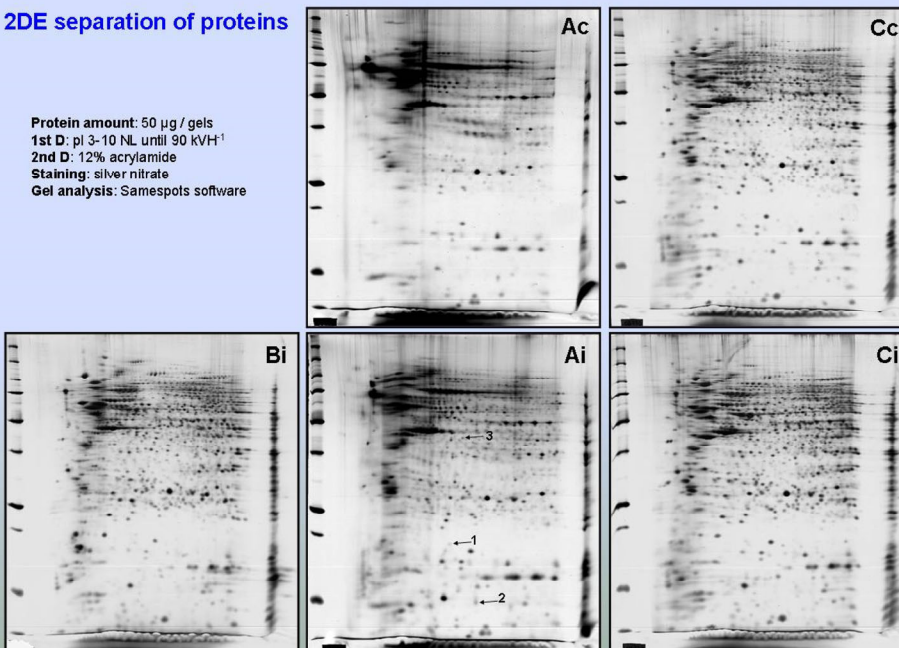 2DE separation of proteins
Protein amount: 50 µg / gels
1st D: pI 3-10 NL until 90 kVH-1
2nd D: 12% acrylamide
Staining: silver nitrate
Gel analysis: Samespots software
Ac
Cc
Bi
Ai
Ci
3
1
2